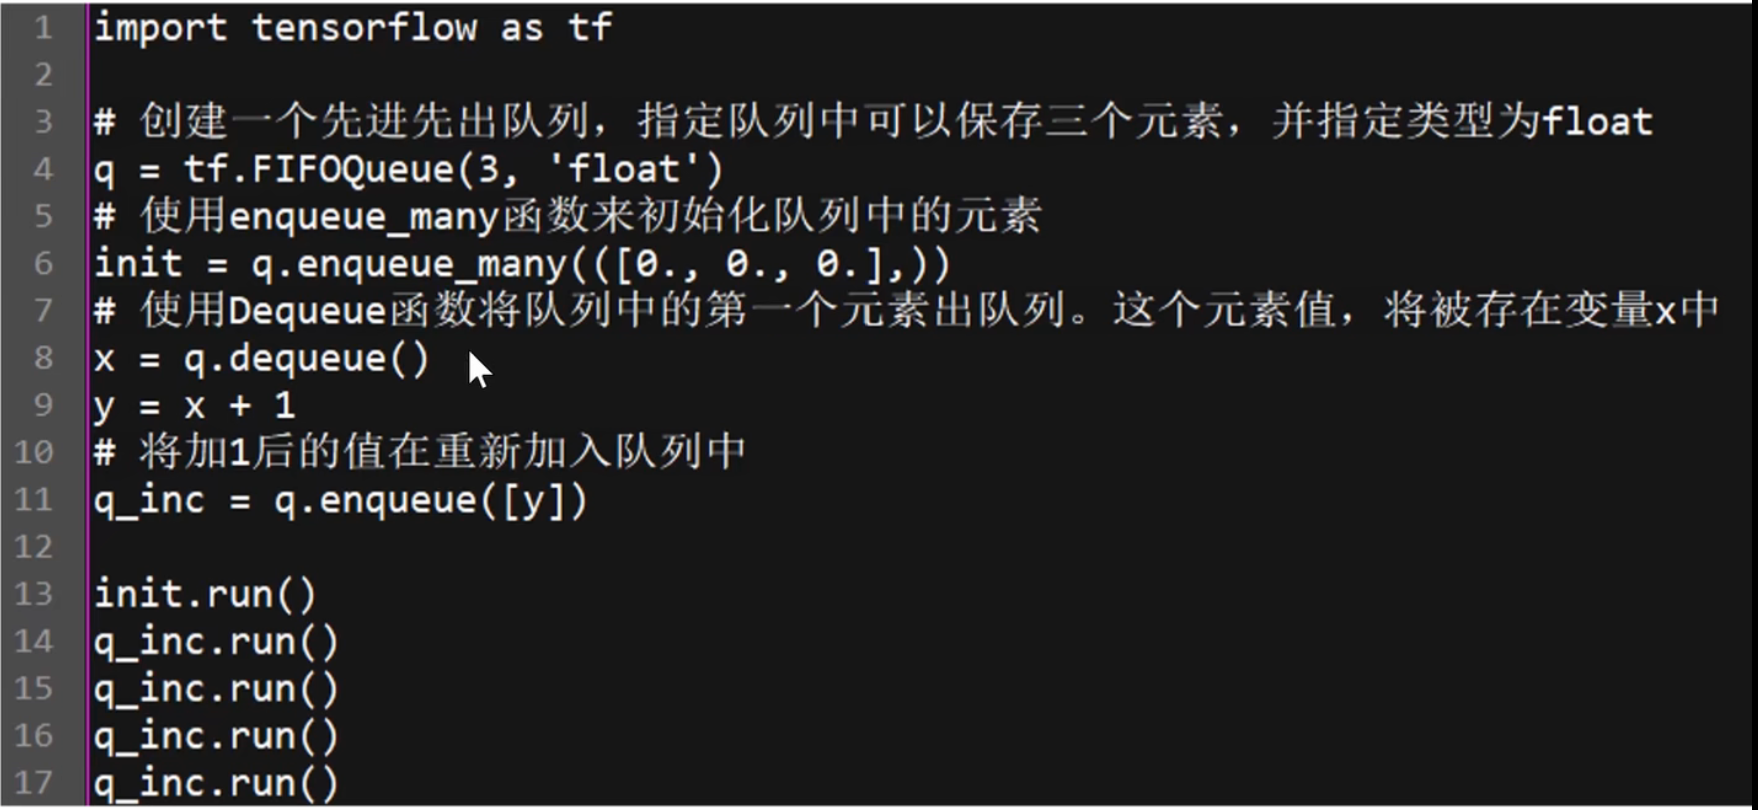 1 import tensorflow as tf
2
3 # 创建一个先进先出队列，指定队列中可以保存三个元素，并指定类型为float
4 q = tf.FIFOQueue(3, 'float')
5 # 使用enqueue_many函数来初始化队列中的元素
6 init = q.enqueue_many(([0., 0., 0.],))
7 # 使用Dequeue函数将队列中的第一个元素出队列。这个元素值，将被存在变量x中
8 x = q.dequeue()
9 y = x + 1
10 # 将加1后的值在重新加入队列中
11 q_inc = q.enqueue([y])
12
13 init.run()
14 q_inc.run()
15 q_inc.run()
16 q_inc.run()
17 q_inc.run()